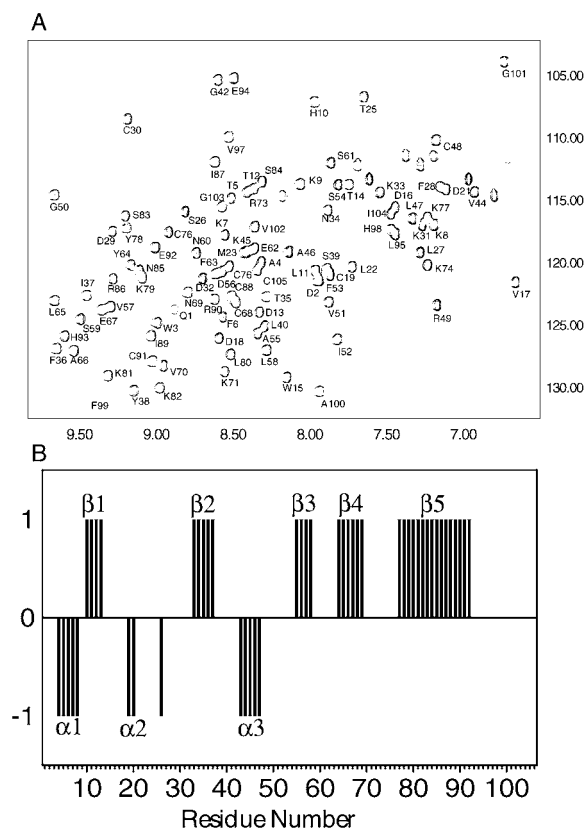 A
G101
105.00
G42 E94
H10
T25
C30
110.00
V97
C48
I87
S61
T12 S84
T5
K9
K33
F28
D21
G103
R73
S54 T14
D16
V44
G50
S83
S26
K7
V102
N34
I104
L47
K77
115.00
D29
Y78
C76
N60
K45
H98
K31
K8
Y64
E92
F63
M23
E62
A46
S39
L95
L27
N85
A4
L11
C19
L22
K74
120.00
I37
R86
K79
D32
D56
C76
C105
D2
F53
V17
L65
V57
N69
R90
C88
T35
V51
R49
S59
E67
Q1
C68
D13
F6
L40
H93
W3
I89
D18
A55
I52
125.00
F36
A66
C91
L80
L58
K81
V70
K71
W15
F99
Y38
K82
A100
130.00
9.50 9.00 8.50 8.00 7.50 7.00
B
β1 β2 β3 β4 β5
1
0
-1
α1 α2 α3
10 20 30 40 50 60 70 80 90 100
Residue Number